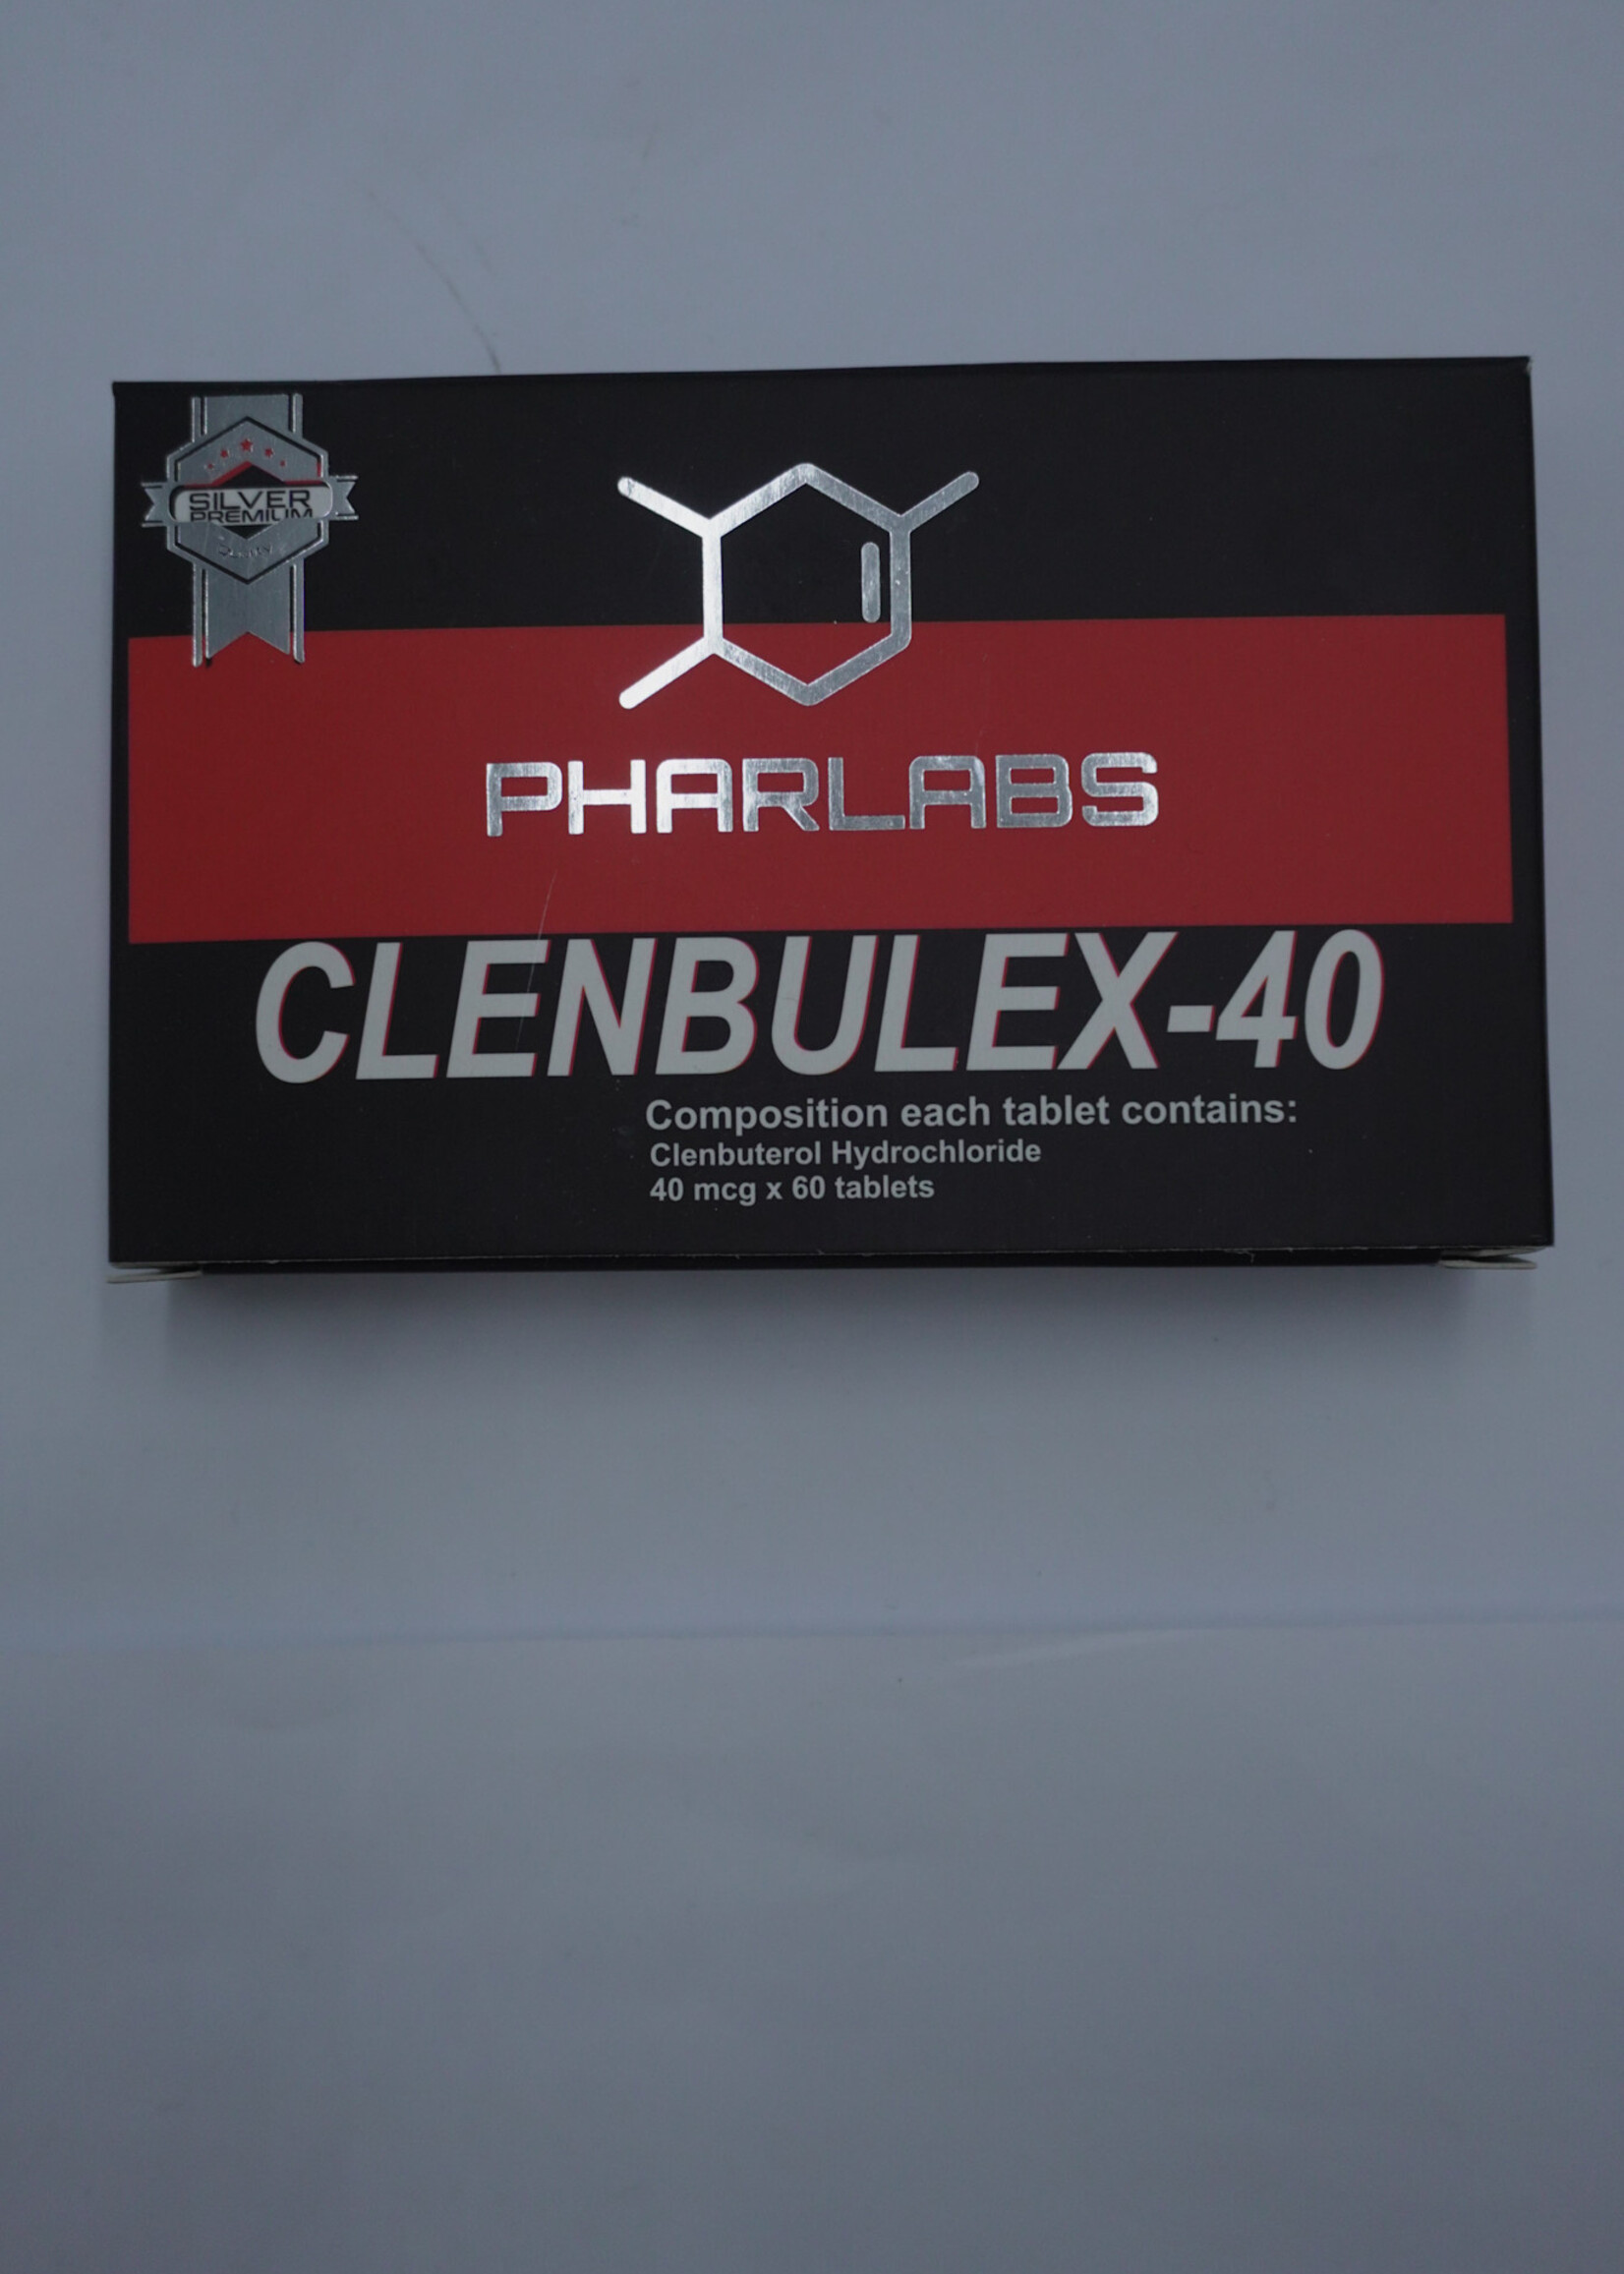 SILVER
PREMIUM
PHARLABS
CLENBULEX-40
Composition each tablet contains:
Clenbuterol Hydrochloride
40 mcg x 60 tablets